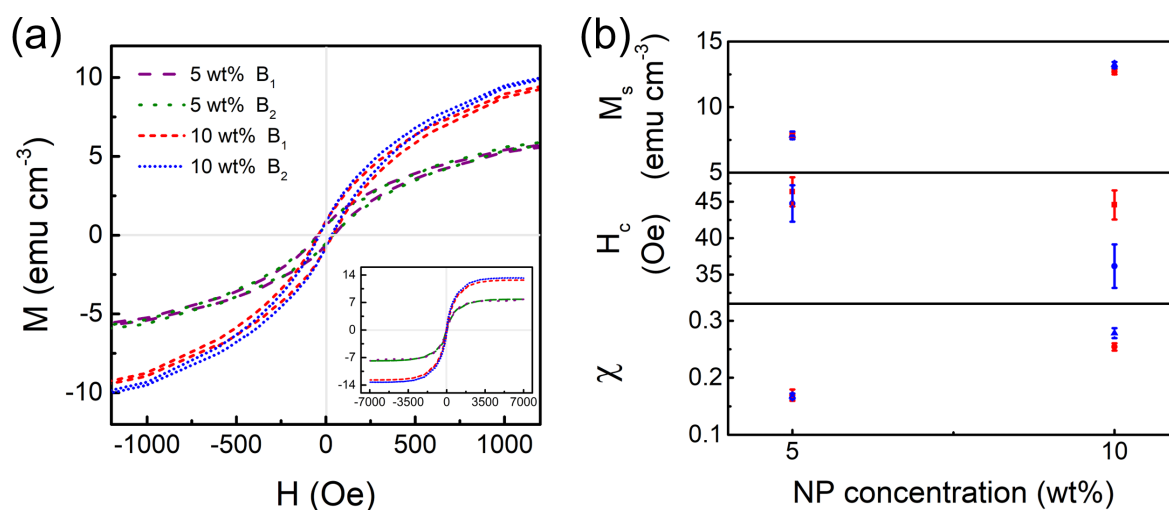 (a)
M (emu cm⁻³)
10
5
0
-5
-10
5 wt% B₁
5 wt% B₂
10 wt% B₁
10 wt% B₂
14
7
0
-7
-14
-7000 -3500 0 3500 7000
-1000 -500 0 500 1000
H (Oe)
(b)
Mₛ
(emu cm⁻³)
15
10
5
H꜀
(Oe)
45
40
35
χ
0.3
0.2
0.1
5 10
NP concentration (wt%)